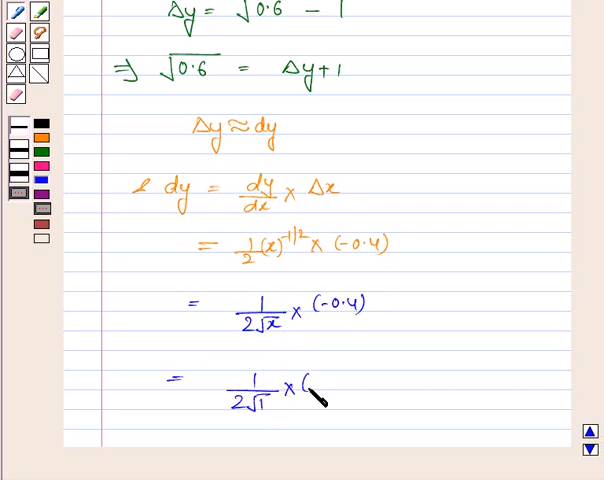 Δy = √0.6 - 1
⇒ √0.6 = Δy + 1
Δy ≈ dy
& dy = dy/dx × Δx
= 1/2 (x)^-1/2 × (-0.4)
= 1/2√x × (-0.4)
= 1/2√1 × (